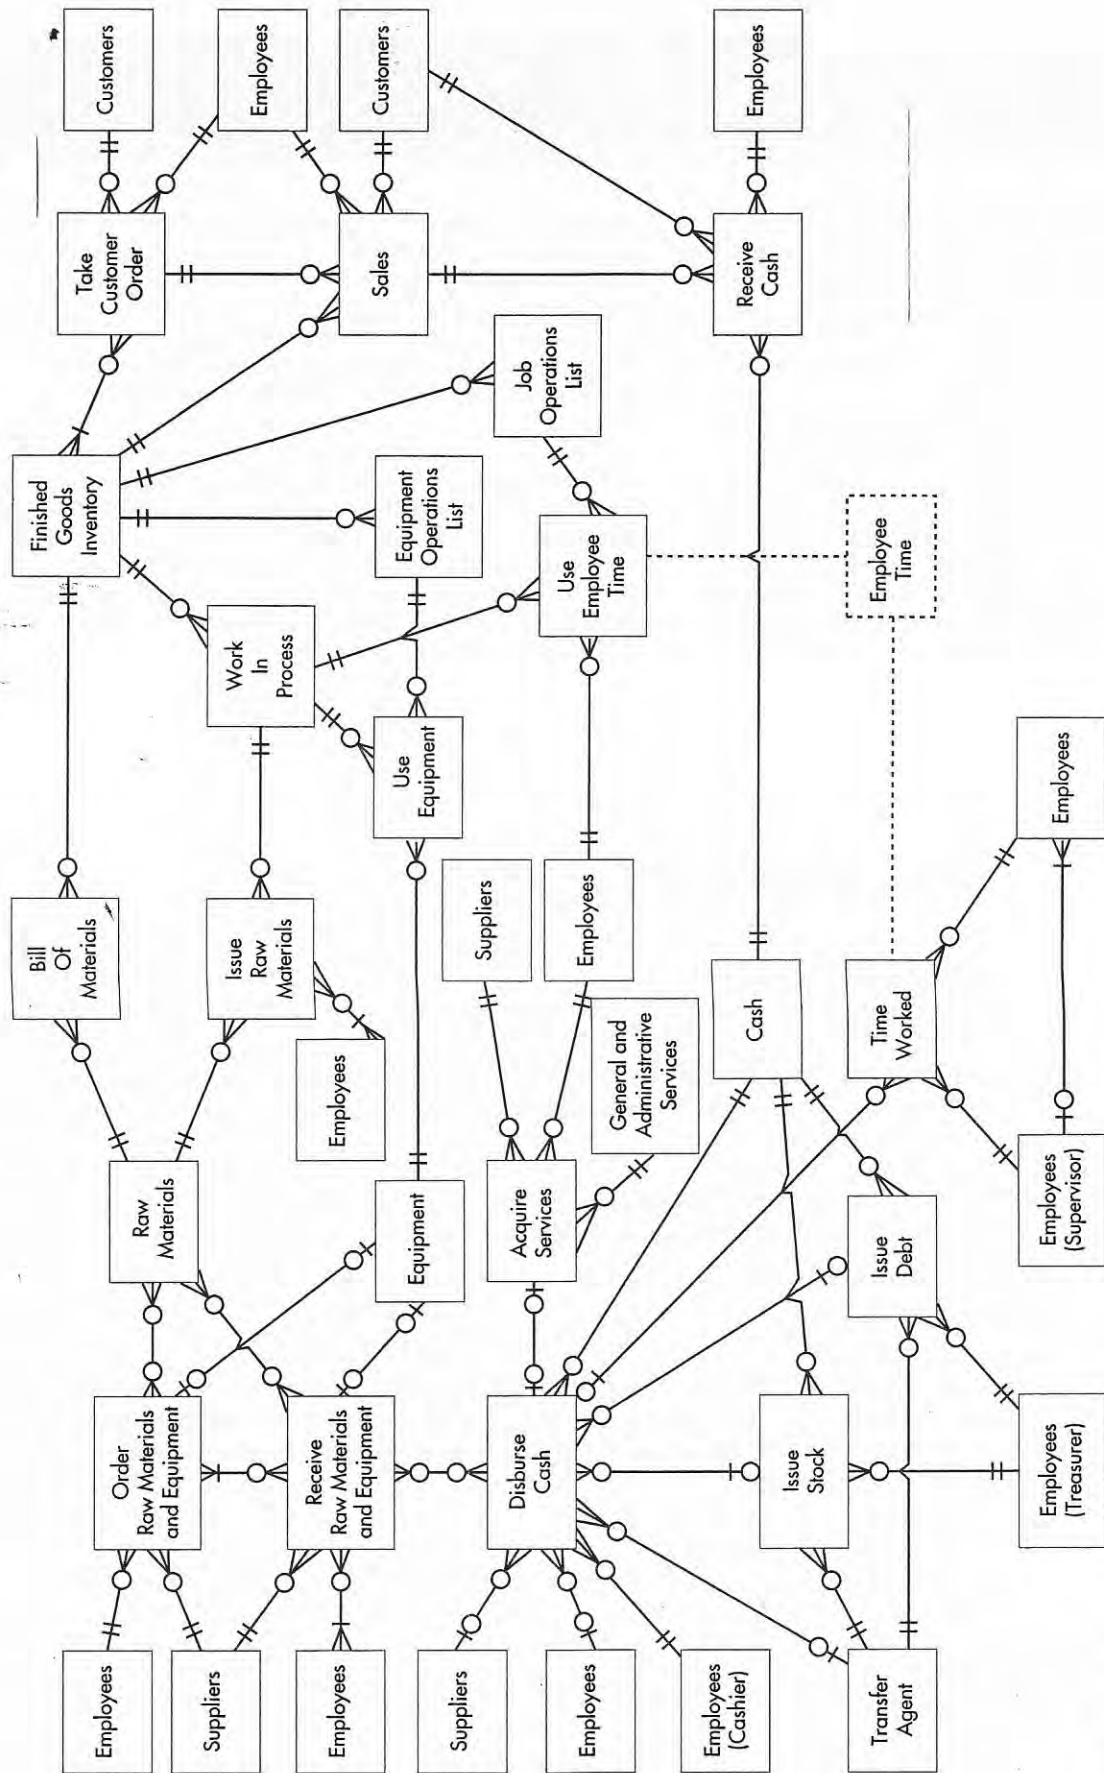 Employees
Suppliers
Employees
Suppliers
Employees
Employees
(Cashier)
Transfer
Agent
Order
Raw Materials
and Equipment
Receive
Raw Materials
and Equipment
Disburse
Cash
Issue
Stock
Employees
(Treasurer)
Raw
Materials
Equipment
Acquire
Services
Issue
Debt
Employees
(Supervisor)
Employees
General and
Administrative
Services
Bill
Of
Materials
Issue
Raw
Materials
Suppliers
Employees
Cash
Time
Worked
Use
Equipment
Employees
Work
In
Process
Finished
Goods
Inventory
Equipment
Operations
List
Use
Employee
Time
Employee
Time
Job
Operations
List
Take
Customer
Order
Sales
Receive
Cash
Customers
Employees
Customers
Employees